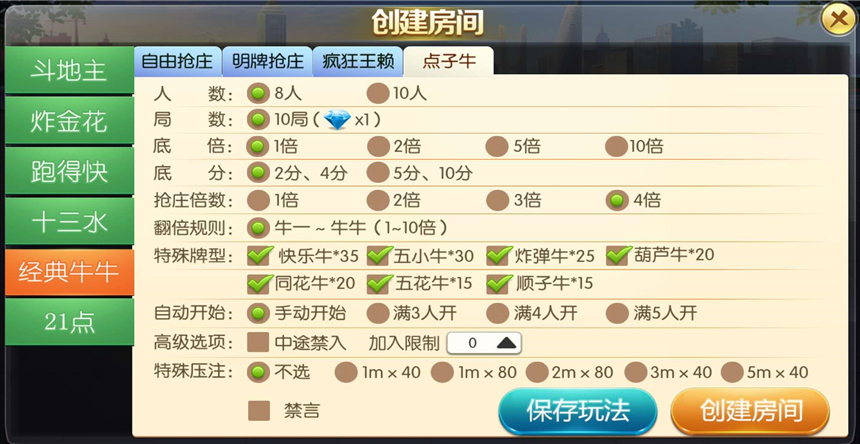 创建房间
斗地主
炸金花
跑得快
十三水
经典牛牛
21点
自由抢庄 明牌抢庄 疯狂王赖 点子牛
人 数: 8人 10人
局 数: 10局 ( x1 )
底 倍: 1倍 2倍 5倍 10倍
底 分: 2分、4分 5分、10分
抢庄倍数: 1倍 2倍 3倍 4倍
翻倍规则: 牛一 ~ 牛牛 ( 1~10倍 )
特殊牌型: 快乐牛*35 五小牛*30 炸弹牛*25 葫芦牛*20
同花牛*20 五花牛*15 顺子牛*15
自动开始: 手动开始 满3人开 满4人开 满5人开
高级选项: 中途禁入 加入限制 0
特殊压注: 不选 1m × 40 1m × 80 2m × 80 3m × 40 5m × 40
禁言
保存玩法 创建房间